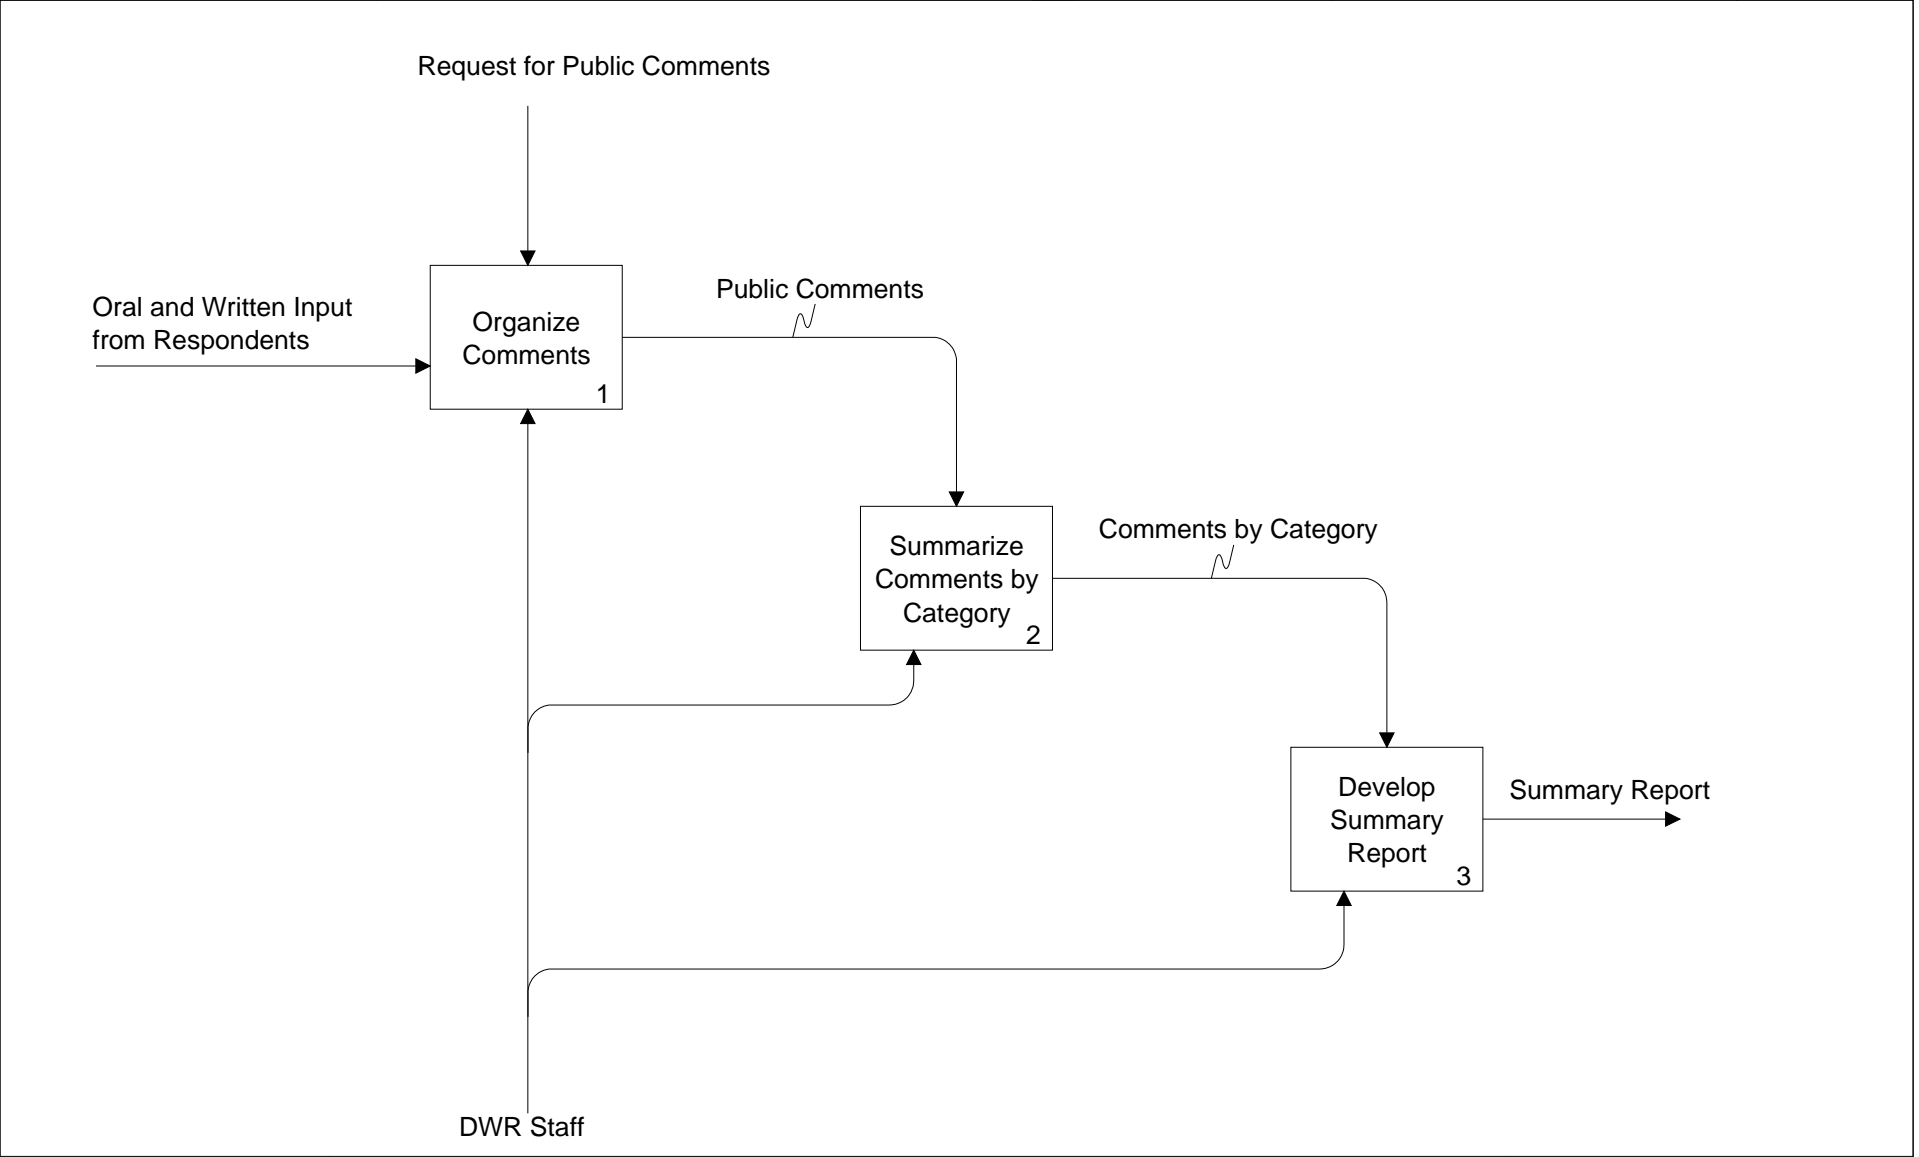 Request for Public Comments
Oral and Written Input
from Respondents
Organize
Comments
1
Public Comments
Summarize
Comments by
Category
2
Comments by Category
Develop
Summary
Report
3
Summary Report
DWR Staff